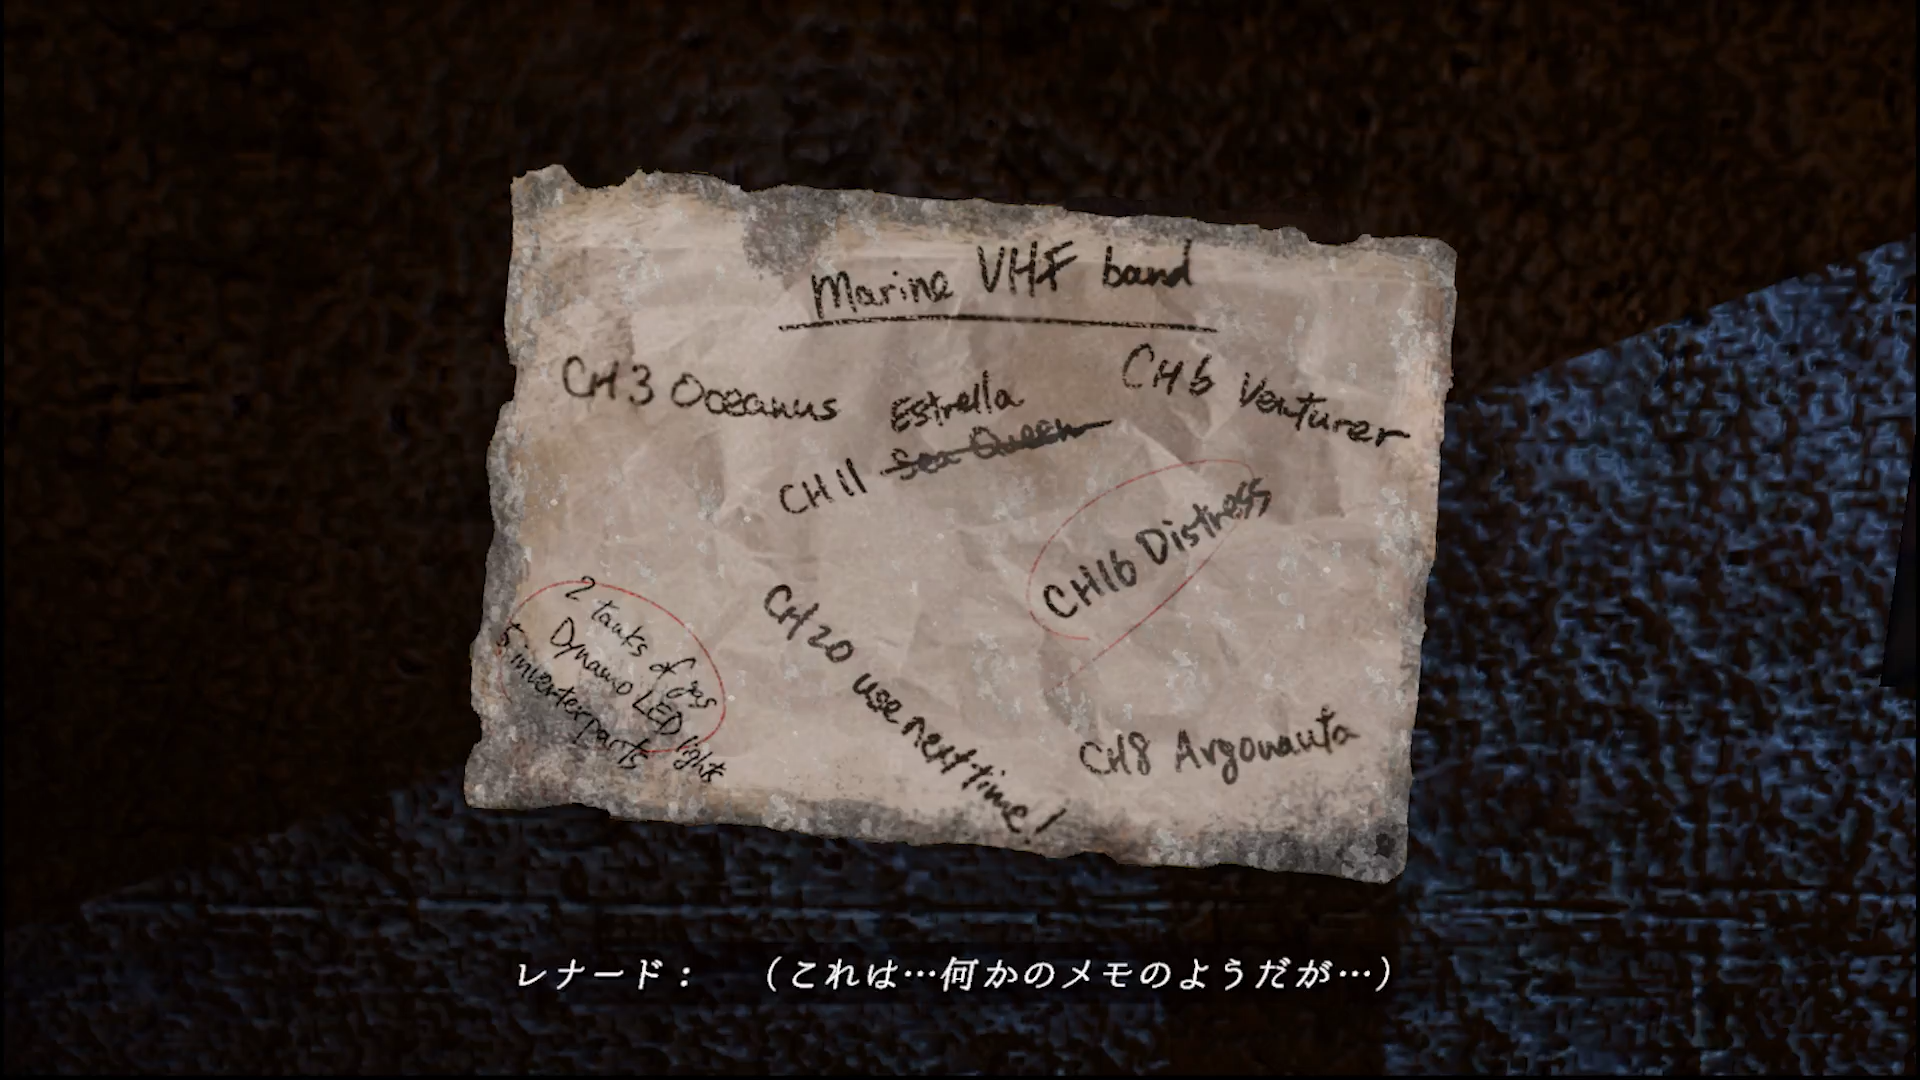 Marine VHF band
CH3 Oceanus
CH6 Venturer
Estrella
CH11 Sea Queen
CH16 Distress
2 tanks of gas
Dynamo LED light
5 inverter parts
CH20 use next time!
CH8 Argonauta
レナード： （これは…何かのメモのようだが…）